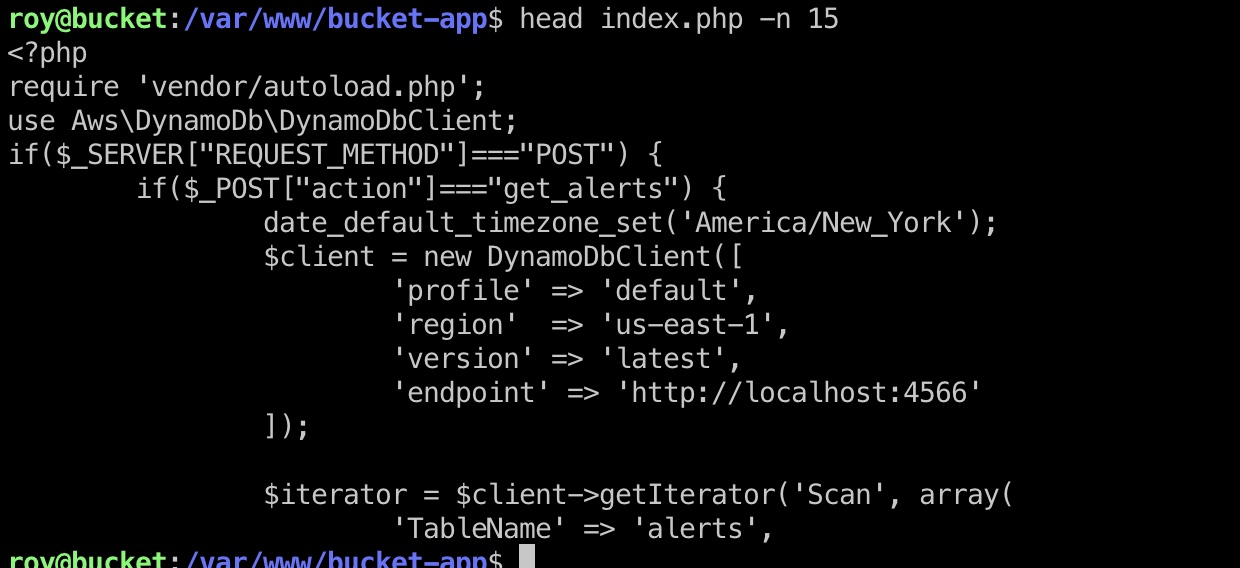 roy@bucket:/var/www/bucket-app$ head index.php -n 15
<?php
require 'vendor/autoload.php';
use Aws\DynamoDb\DynamoDbClient;
if($_SERVER["REQUEST_METHOD"]==="POST") {
        if($_POST["action"]==="get_alerts") {
                date_default_timezone_set('America/New_York');
                $client = new DynamoDbClient([
                        'profile' => 'default',
                        'region'  => 'us-east-1',
                        'version' => 'latest',
                        'endpoint' => 'http://localhost:4566'
                ]);

                $iterator = $client->getIterator('Scan', array(
                        'TableName' => 'alerts',
roy@bucket:/var/www/bucket-app$